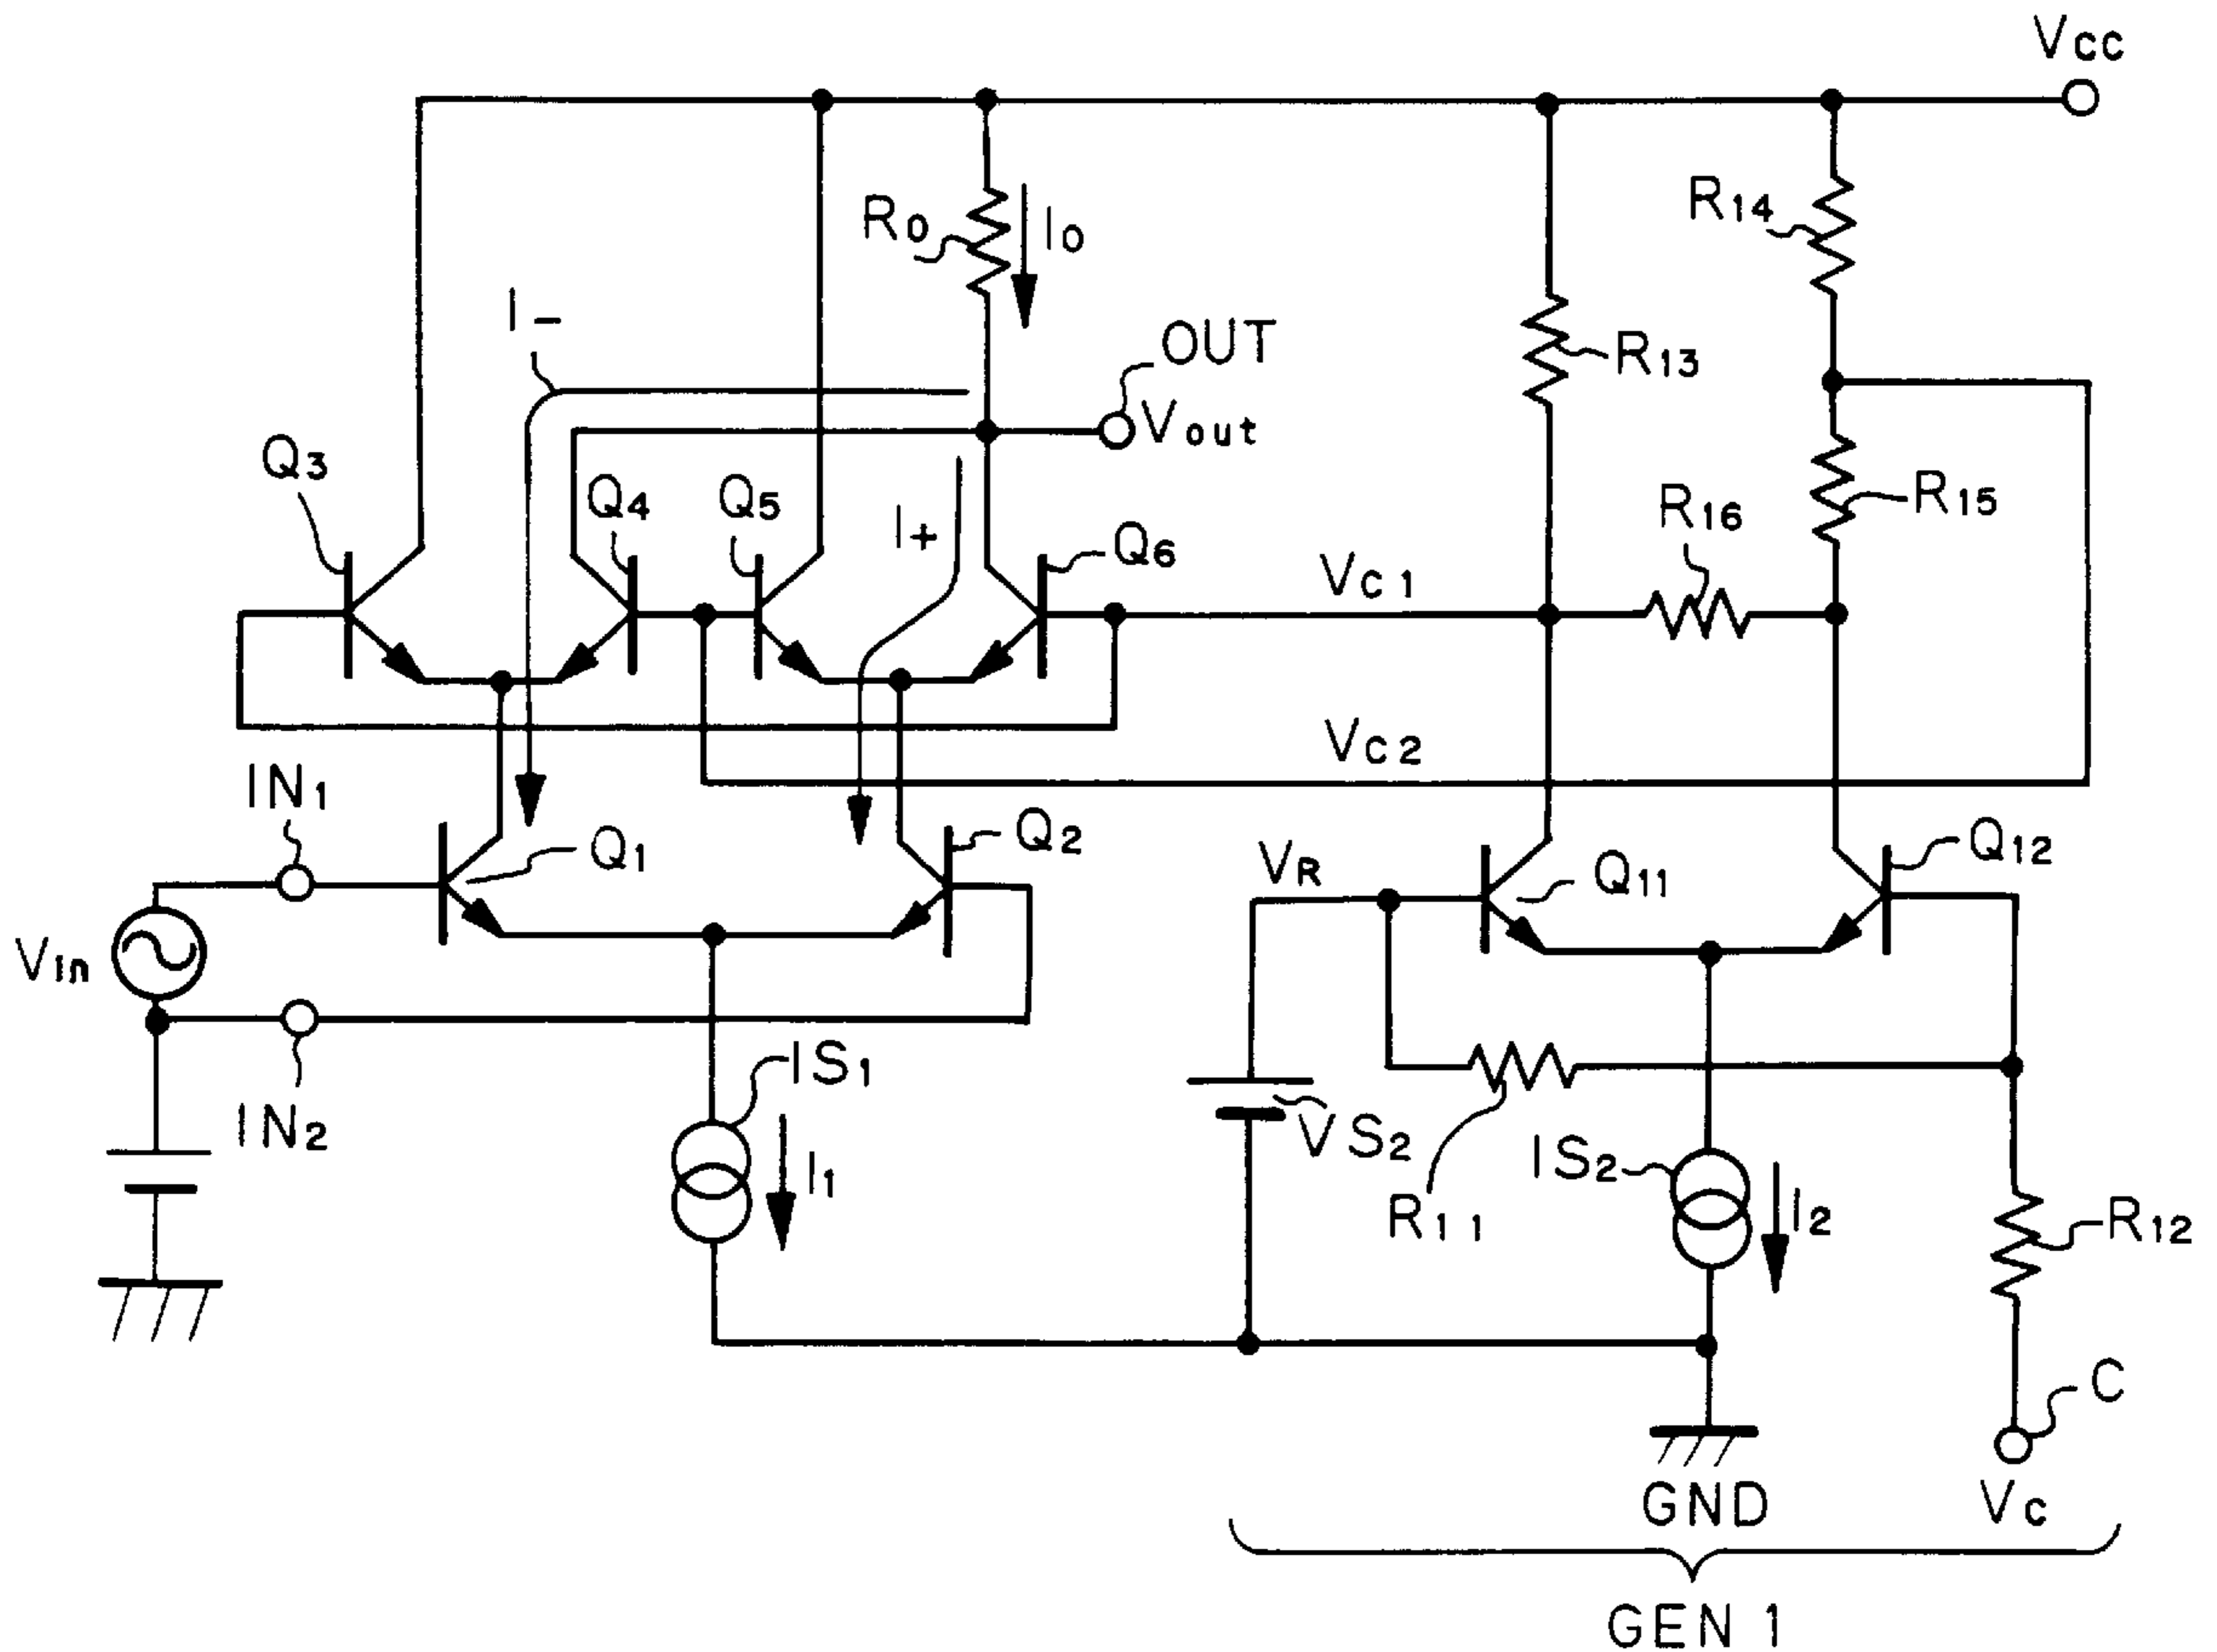 Vcc
R14
R0
I0
I−
OUT
R13
Vout
Q3
Q4
Q5
I+
Q6
R16
R15
VC1
VC2
IN1
Q1
Q2
VR
Q11
Q12
Vin
IS1
IN2
I1
VS2
IS2
R11
I2
R12
C
GND
Vc
GEN 1